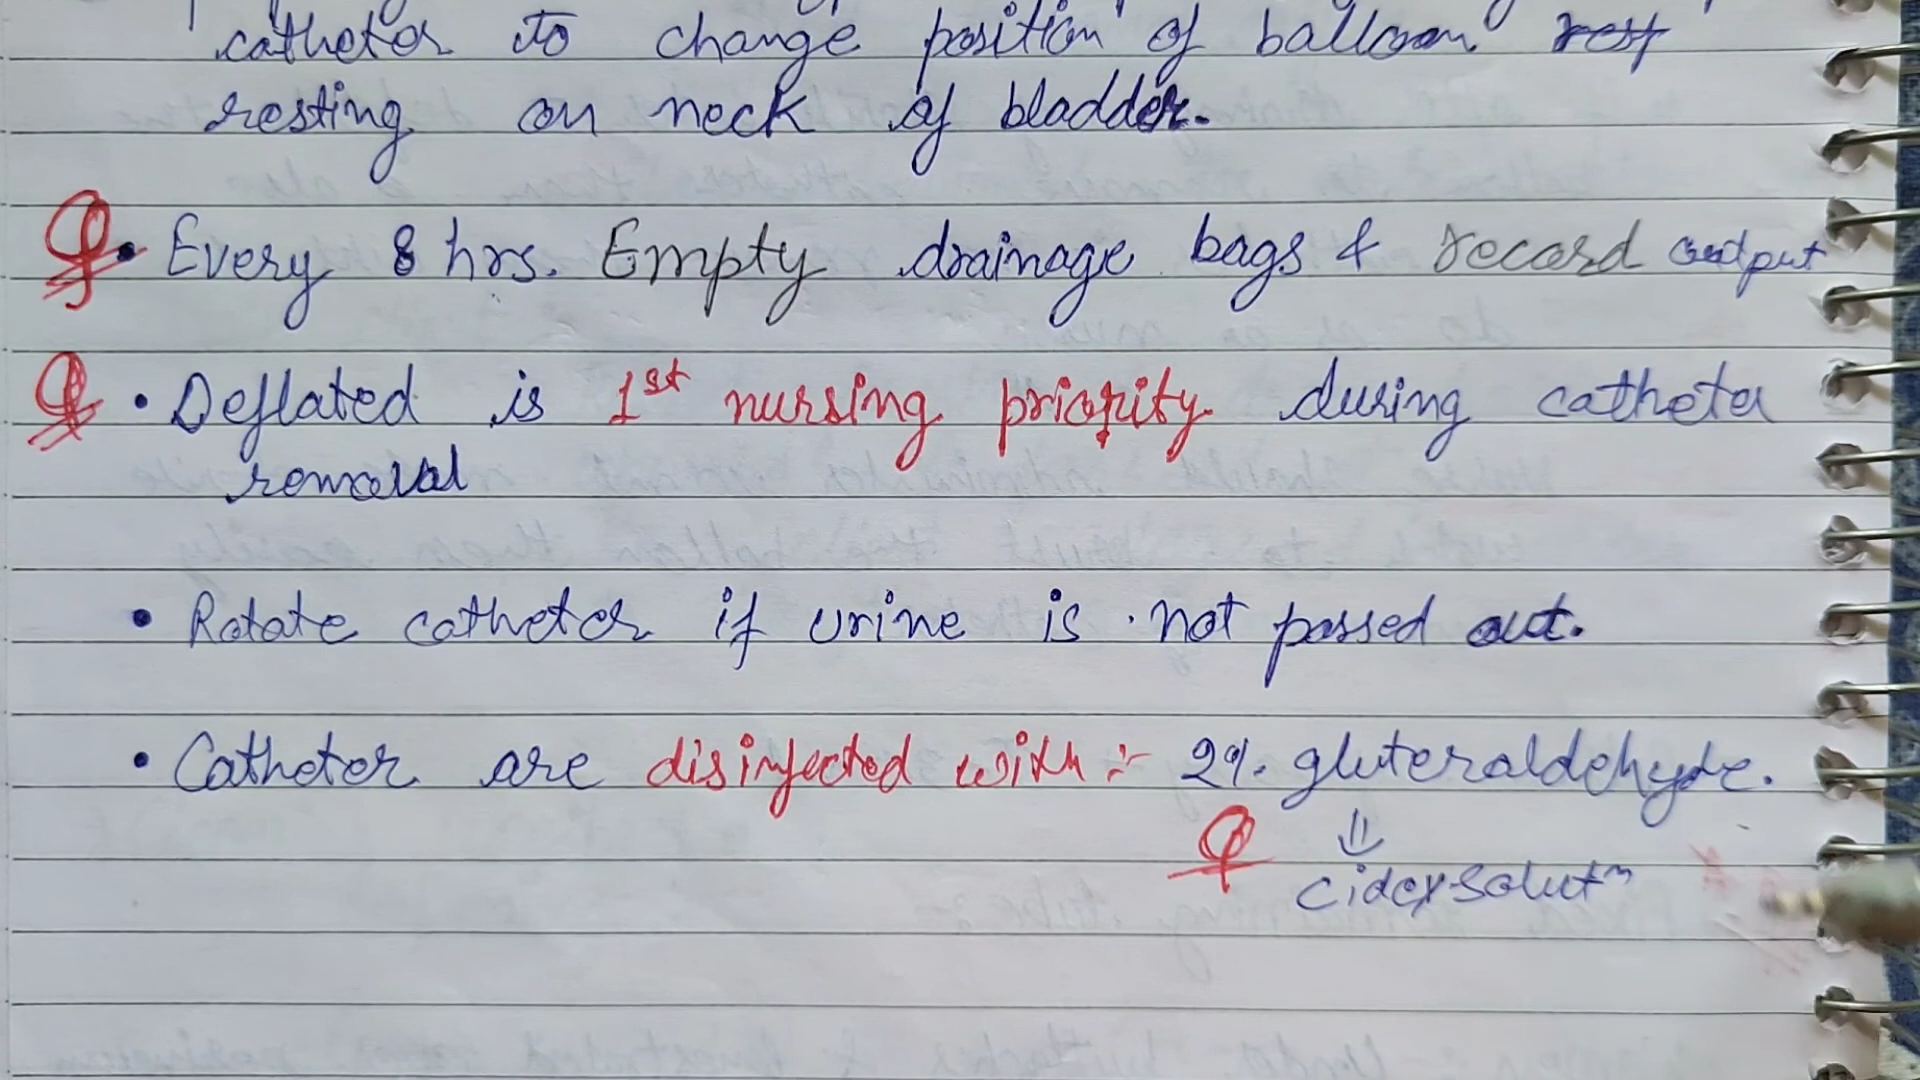 catheter to change position of balloon rest
resting on neck of bladder.
Q • Every 8 hrs. Empty drainage bags & record output
Q • Deflated is 1st nursing priority during catheter
removal
• Rotate catheter if urine is not passed out.
• Catheter are disinfected with :- 2%. gluteraldehyde.
Q ⇓
Cidex solutn